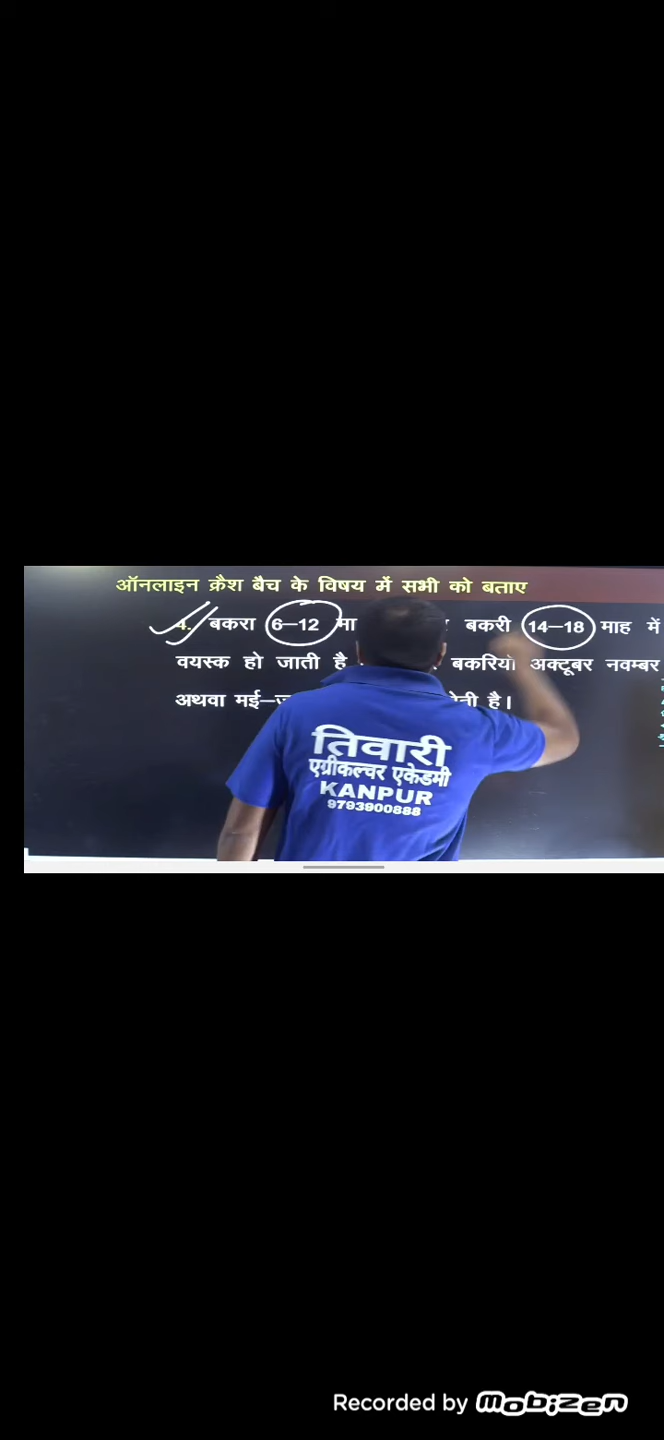 ऑनलाइन क्रैश बैच के विषय में सभी को बताए
4. बकरा 6–12 मा बकरी 14–18 माह में
वयस्क हो जाती है बकरियों अक्टूबर नवम्बर
अथवा मई– है।
तिवारी
एग्रीकल्चर एकेडमी
KANPUR
9793900888
Recorded by Mobizen